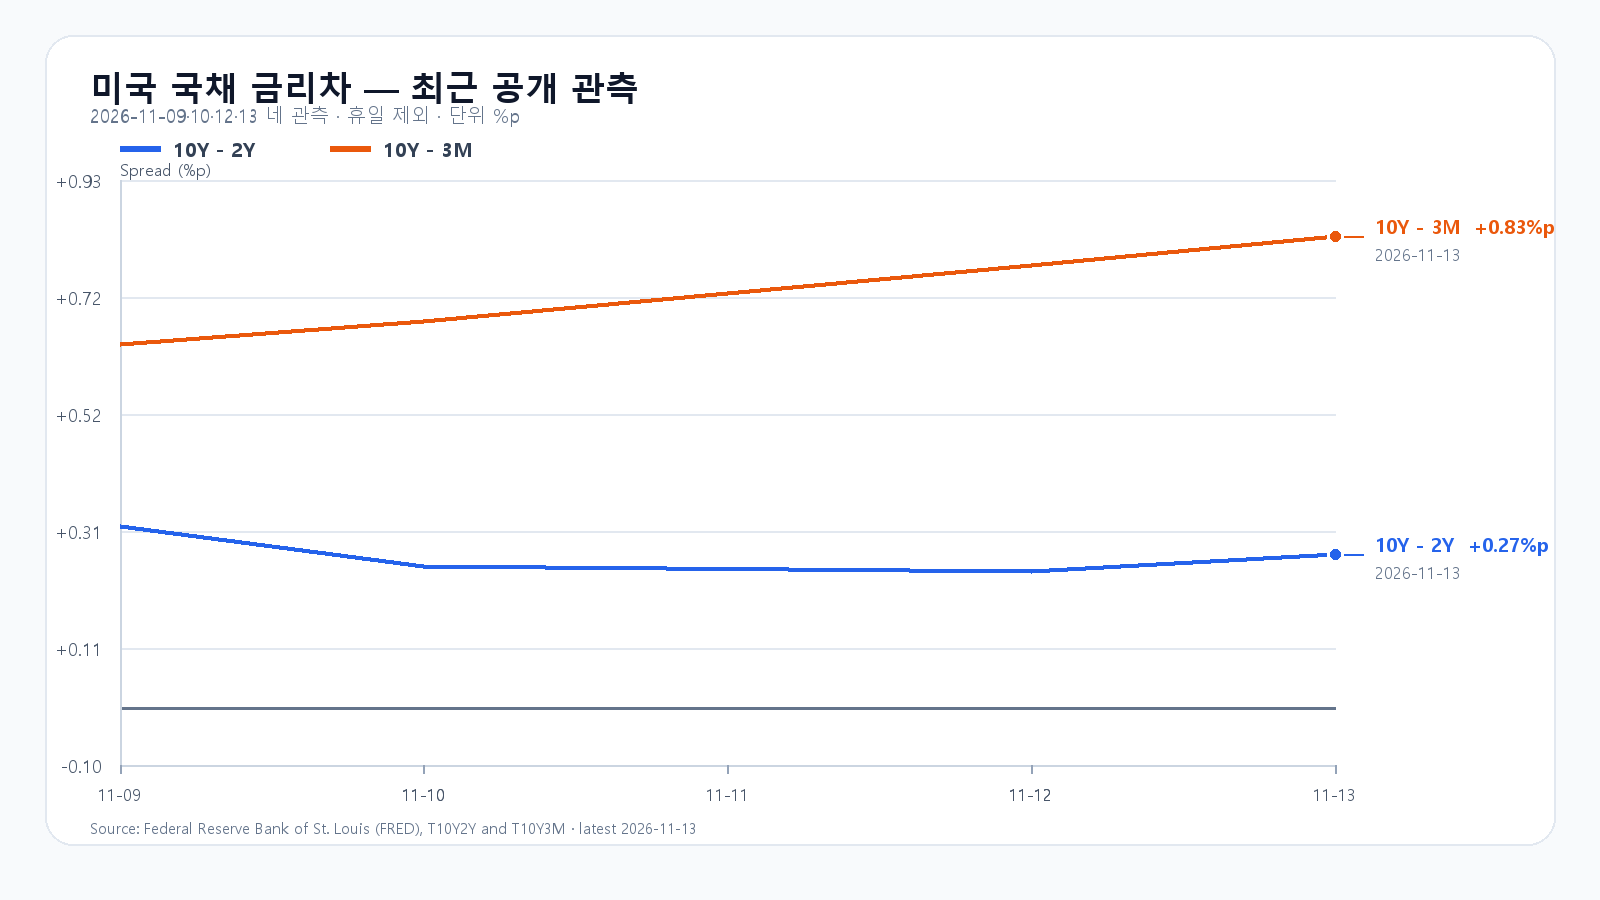 미국 국채 금리차 — 최근 공개 관측
2026-11-09·10·12·13 네 관측 · 휴일 제외 · 단위 %p
10Y - 2Y
10Y - 3M
Spread (%p)
+0.93
+0.72
+0.52
+0.31
+0.11
-0.10
10Y - 3M +0.83%p
2026-11-13
10Y - 2Y +0.27%p
2026-11-13
11-09
11-10
11-11
11-12
11-13
Source: Federal Reserve Bank of St. Louis (FRED), T10Y2Y and T10Y3M · latest 2026-11-13